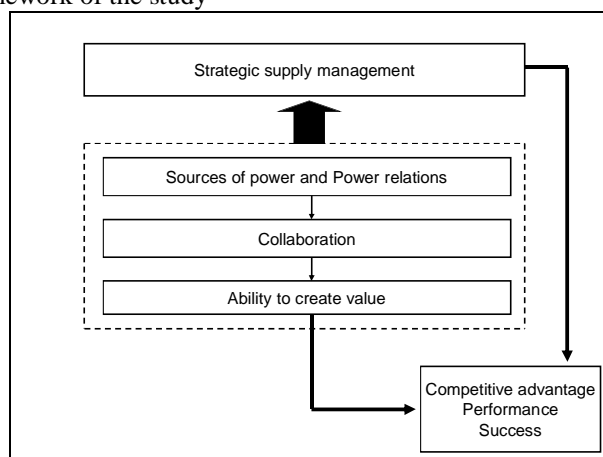 ework of the study
Strategic supply management
Sources of power and Power relations
Collaboration
Ability to create value
Competitive advantage
Performance
Success